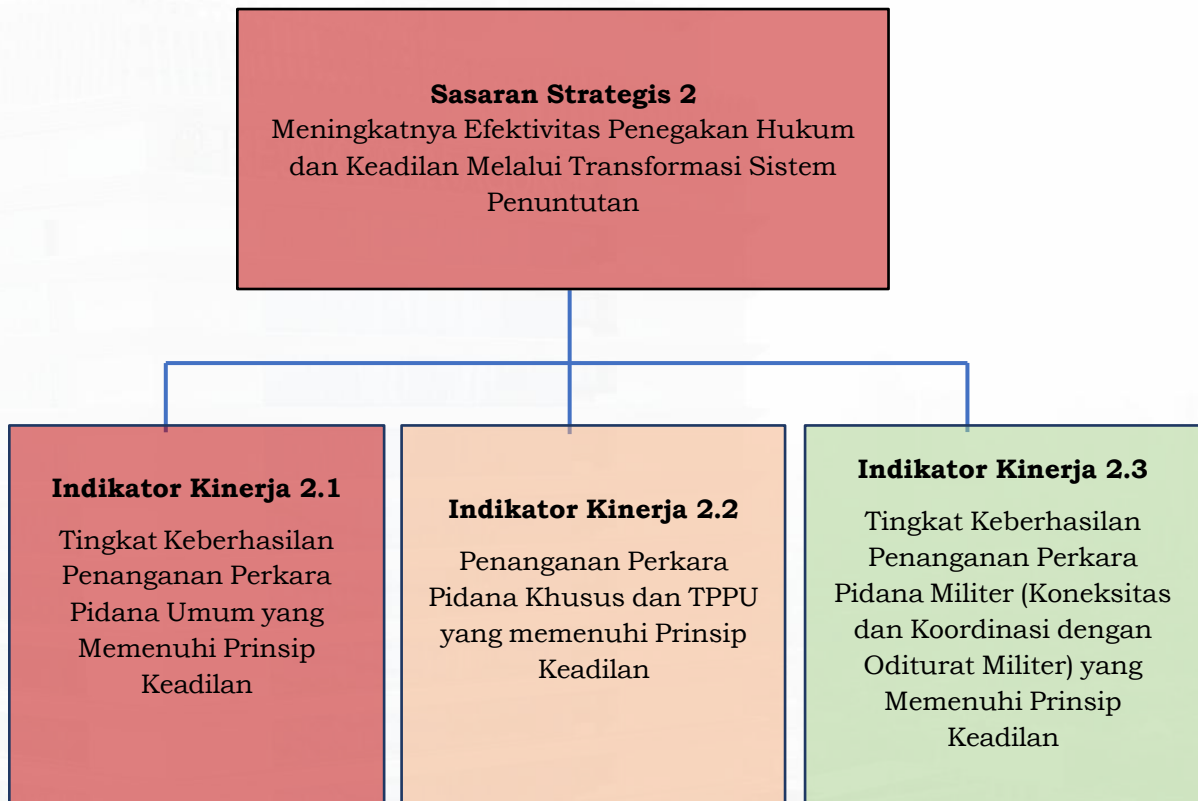 Sasaran Strategis 2
Meningkatnya Efektivitas Penegakan Hukum
dan Keadilan Melalui Transformasi Sistem
Penuntutan
Indikator Kinerja 2.1
Tingkat Keberhasilan
Penanganan Perkara
Pidana Umum yang
Memenuhi Prinsip
Keadilan
Indikator Kinerja 2.2
Penanganan Perkara
Pidana Khusus dan TPPU
yang memenuhi Prinsip
Keadilan
Indikator Kinerja 2.3
Tingkat Keberhasilan
Penanganan Perkara
Pidana Militer (Koneksitas
dan Koordinasi dengan
Oditurat Militer) yang
Memenuhi Prinsip
Keadilan